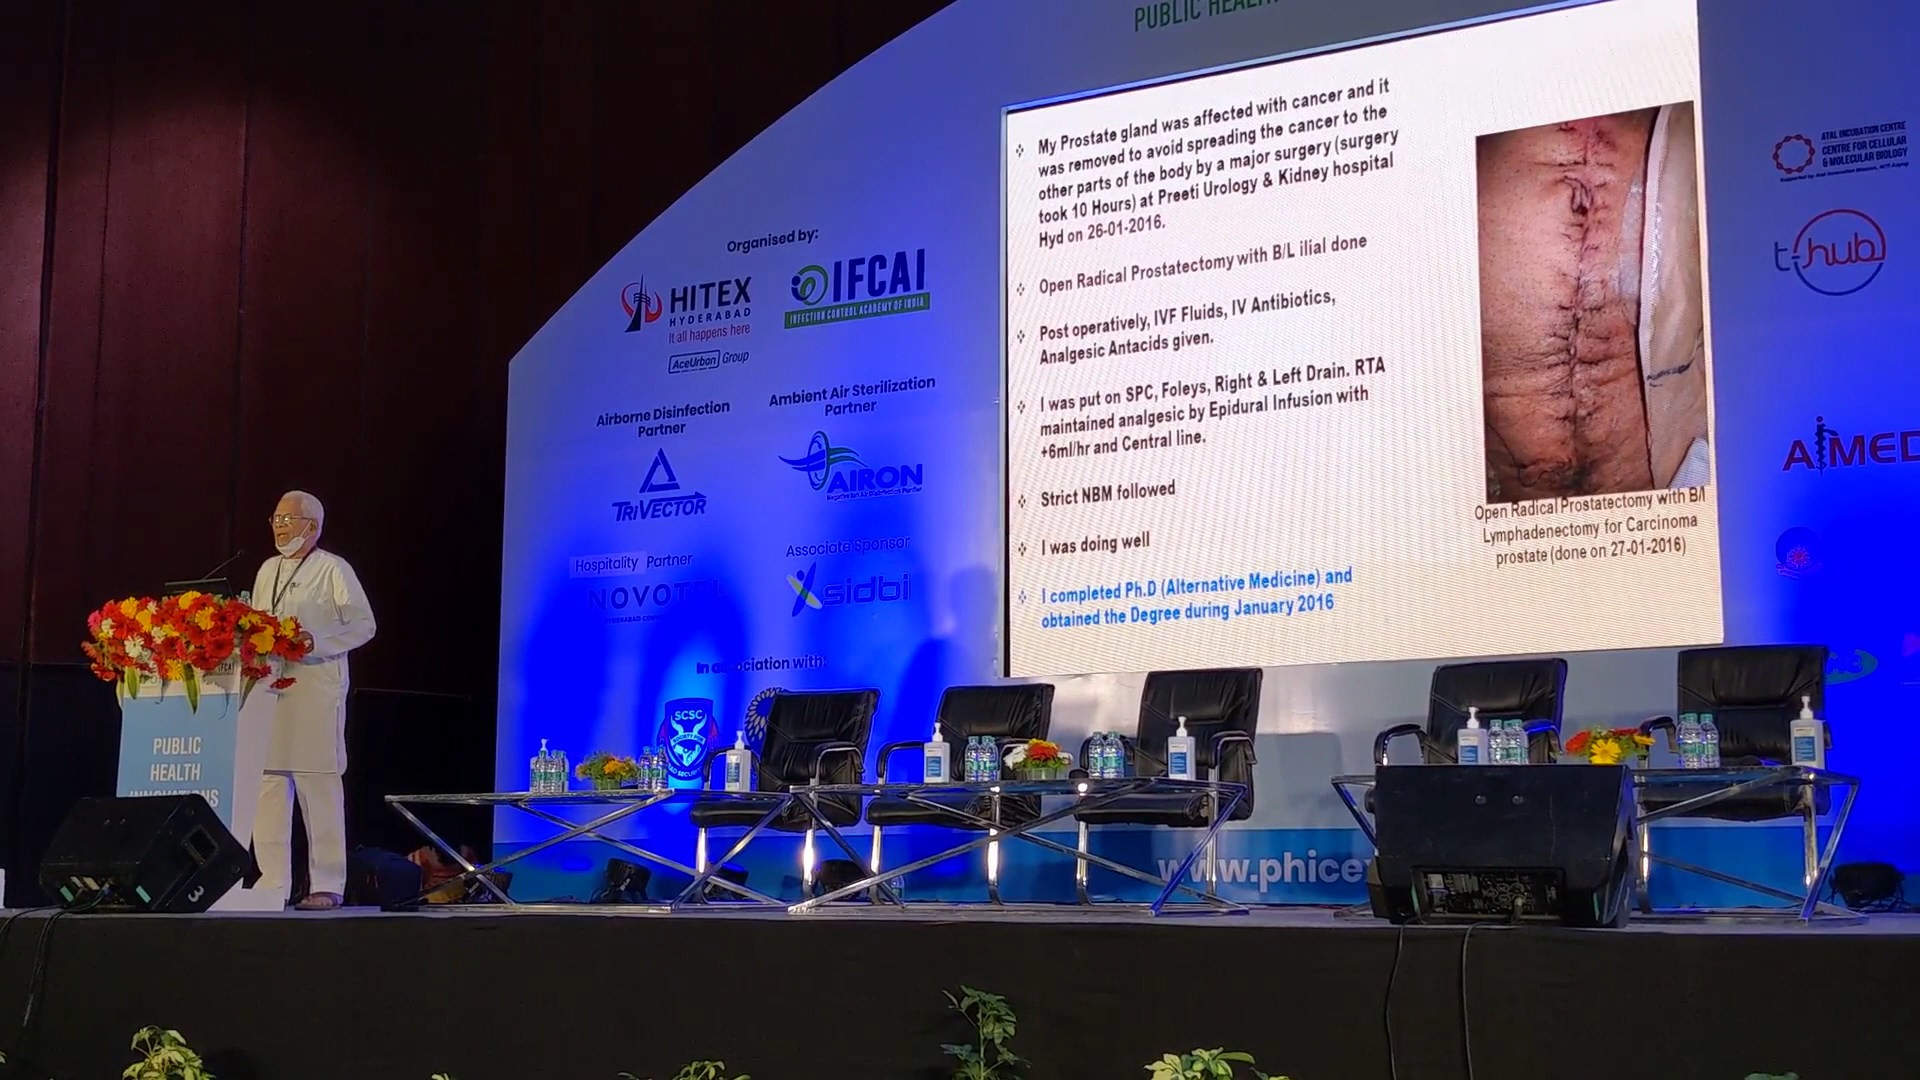 PUBLIC HEALTH
Organised by:
HITEX
HYDERABAD
It all happens here
AceUrban Group
IFCAI
INFECTION CONTROL ACADEMY OF INDIA
Airborne Disinfection
Partner
TRIVECTOR
Ambient Air Sterilization
Partner
AIRON
Negative Ion Air Disinfection Purifier
Hospitality Partner
NOVOTEL
Associate Sponsor
sidbi
In association with:
SCSC
My Prostate gland was affected with cancer and it
was removed to avoid spreading the cancer to the
other parts of the body by a major surgery (surgery
took 10 Hours) at Preeti Urology & Kidney hospital
Hyd on 26-01-2016.
Open Radical Prostatectomy with B/L ilial done
Post operatively, IVF Fluids, IV Antibiotics,
Analgesic Antacids given.
I was put on SPC, Foleys, Right & Left Drain. RTA
maintained analgesic by Epidural Infusion with
+6ml/hr and Central line.
Strict NBM followed
I was doing well
I completed Ph.D (Alternative Medicine) and
obtained the Degree during January 2016
Open Radical Prostatectomy with B/l
Lymphadenectomy for Carcinoma
prostate (done on 27-01-2016)
ATAL INCUBATION CENTRE
CENTRE FOR CELLULAR
& MOLECULAR BIOLOGY
t-hub
AiMED
PUBLIC
HEALTH
INNOVATIONS
www.phice
3